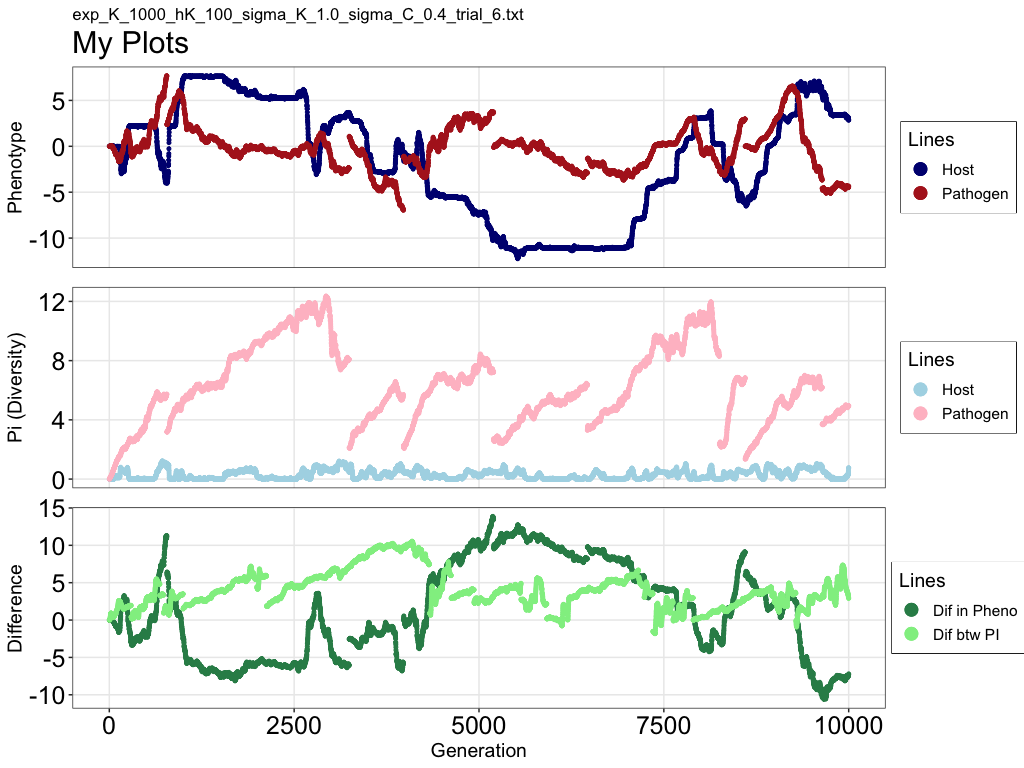 exp_K_1000_hK_100_sigma_K_1.0_sigma_C_0.4_trial_6.txt
My Plots
Phenotype
5
0
-5
-10
Lines
Host
Pathogen
Pi (Diversity)
12
8
4
0
Lines
Host
Pathogen
Difference
15
10
5
0
-5
-10
Lines
Dif in Pheno
Dif btw PI
0 2500 5000 7500 10000
Generation